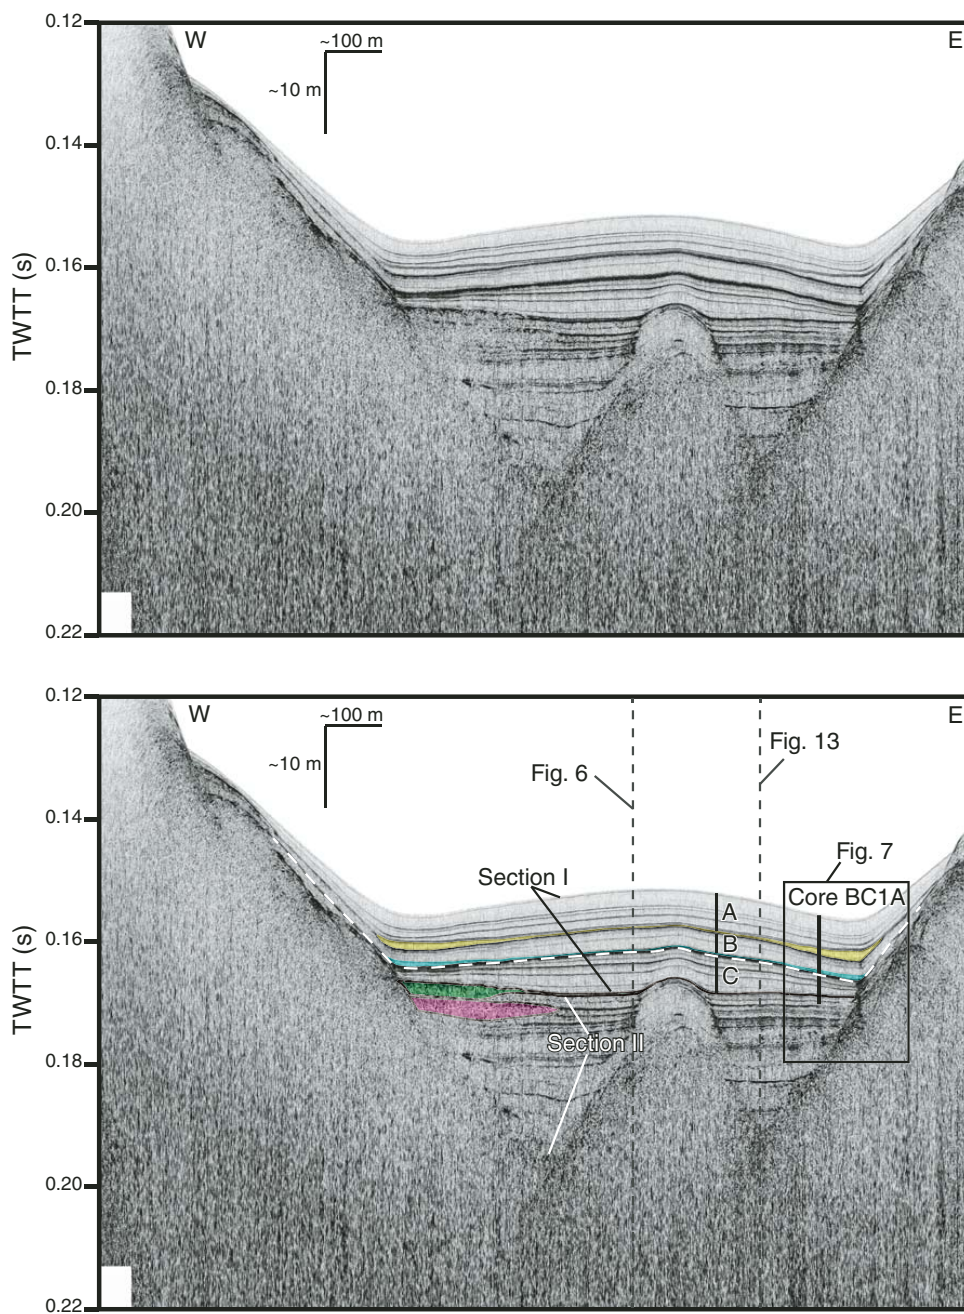 0.12
W
~100 m
E
~10 m
0.14
0.16
TWTT (s)
0.18
0.20
0.22
0.12
W
~100 m
E
~10 m
Fig. 13
Fig. 6
0.14
Fig. 7
Section I
Core BC1A
A
0.16
B
TWTT (s)
C
Section II
0.18
0.20
0.22